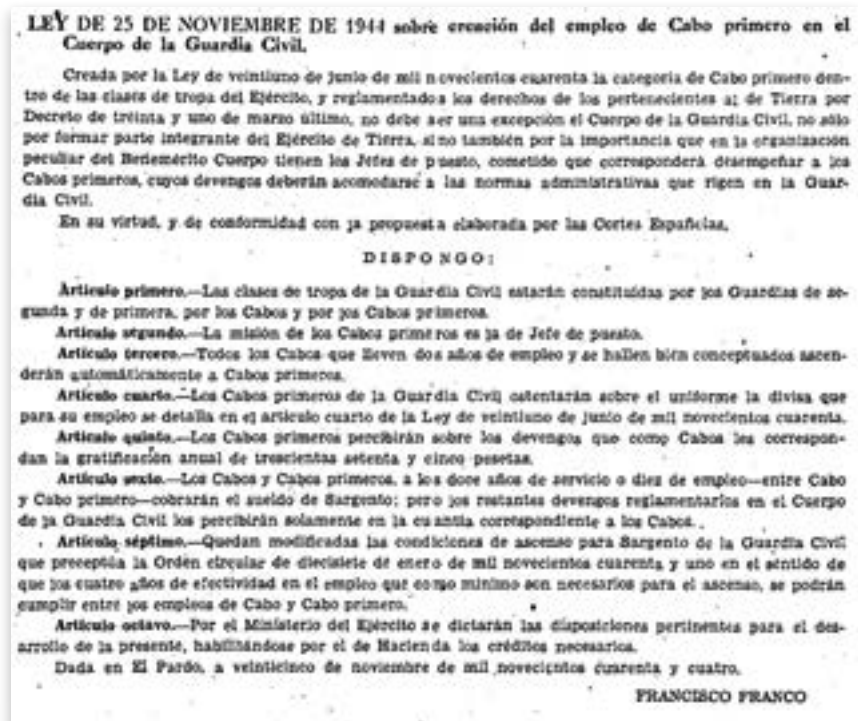 LEY DE 25 DE NOVIEMBRE DE 1944 sobre creación del empleo de Cabo primero en el
Cuerpo de la Guardia Civil.
Creada por la Ley de veintiuno de junio de mil novecientos cuarenta la categoría de Cabo primero den-
tro de las clases de tropa del Ejército, y reglamentados los derechos de los pertenecientes al de Tierra por
Decreto de treinta y uno de marzo último, no debe ser una excepción el Cuerpo de la Guardia Civil, no sólo
por formar parte integrante del Ejército de Tierra, sino también por la importancia que en la organización
peculiar del Benemérito Cuerpo tienen los Jefes de puesto, cometido que corresponderá desempeñar a los
Cabos primeros, cuyos devengos deberán acomodarse a las normas administrativas que rigen en la Guar-
dia Civil.
En su virtud, y de conformidad con la propuesta elaborada por las Cortes Españolas,
DISPONGO:
Artículo primero.—Las clases de tropa de la Guardia Civil estarán constituídas por los Guardias de se-
gunda y de primera, por los Cabos y por los Cabos primeros.
Artículo segundo.—La misión de los Cabos primeros es la de Jefe de puesto.
Artículo tercero.—Todos los Cabos que lleven dos años de empleo y se hallen bien conceptuados ascen-
derán automáticamente a Cabos primeros.
Artículo cuarto.—Los Cabos primeros de la Guardia Civil ostentarán sobre el uniforme la divisa que
para su empleo se detalla en el artículo cuarto de la Ley de veintiuno de junio de mil novecientos cuarenta.
Artículo quinto.—Los Cabos primeros percibirán sobre los devengos que como Cabos les correspon-
dan la gratificación anual de trescientas setenta y cinco pesetas.
Artículo sexto.—Los Cabos y Cabos primeros, a los doce años de servicio o diez de empleo—entre Cabo
y Cabo primero—cobrarán el sueldo de Sargento; pero los restantes devengos reglamentarios en el Cuerpo
de la Guardia Civil los percibirán solamente en la cuantía correspondiente a los Cabos.
Artículo séptimo.—Quedan modificadas las condiciones de ascenso para Sargento de la Guardia Civil
que preceptúa la Orden circular de diecisiete de enero de mil novecientos cuarenta y uno en el sentido de
que los cuatro años de efectividad en el empleo que como mínimo son necesarios para el ascenso, se podrán
cumplir entre los empleos de Cabo y Cabo primero.
Artículo octavo.—Por el Ministerio del Ejército se dictarán las disposiciones pertinentes para el des-
arrollo de la presente, habilitándose por el de Hacienda los créditos necesarios.
Dada en El Pardo, a veinticinco de noviembre de mil novecientos cuarenta y cuatro.
FRANCISCO FRANCO